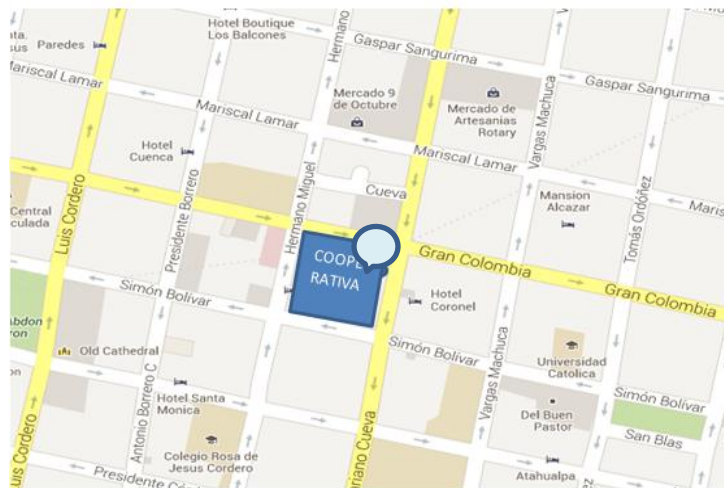 Hotel Boutique
Los Balcones
Hermano
Gaspar Sangurima
Paredes
Mariscal Lamar
Mercado 9
de Octubre
Mercado de
Artesanias
Rotary
Vargas Machuca
Gaspar Sangurima
Mariscal Lamar
Hotel
Cuenca
Mariscal Lamar
Cueva
Mansion
Alcazar
Tomás Ordóñez
Luis Cordero
Presidente Borrero
Hermano Miguel
Central
COOPE
RATIVA
Gran Colombia
Gran Colombia
Simón Bolívar
Hotel
Coronel
Old Cathedral
Simón Bolívar
Vargas Machuca
Universidad
Catolica
Antonio Borrero C
Hotel Santa
Monica
Del Buen
Pastor
Simón Bolívar
San Blas
Colegio Rosa de
Jesus Cordero
Atahualpa